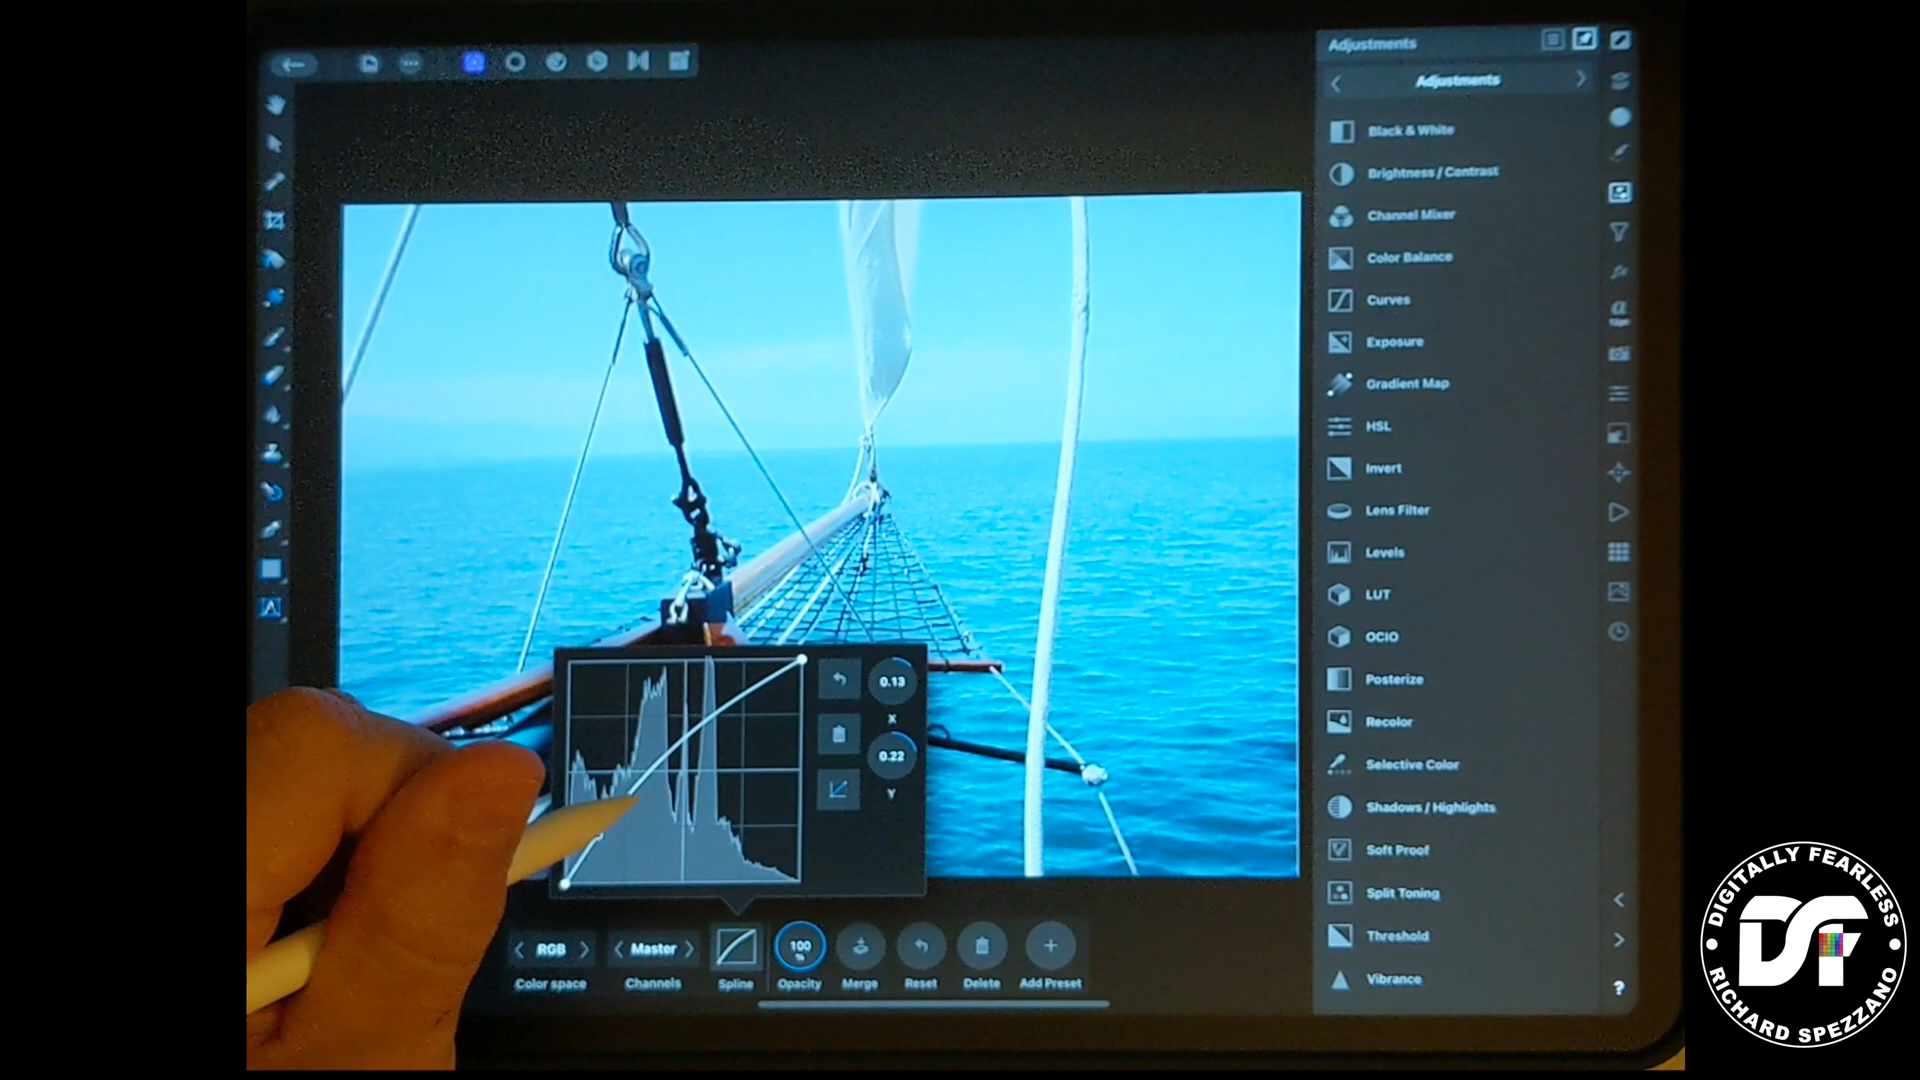 Adjustments
Adjustments
Black & White
Brightness / Contrast
Channel Mixer
Color Balance
Curves
Exposure
Gradient Map
HSL
Invert
Lens Filter
Levels
LUT
OCIO
Posterize
Recolor
Selective Color
Shadows / Highlights
Soft Proof
Split Toning
Threshold
Vibrance
?
fx
0.13
X
0.22
Y
RGB
Master
100
%
Color space
Channels
Spline
Opacity
Merge
Reset
Delete
Add Preset
DIGITALLY FEARLESS
DF
RICHARD SPEZZANO